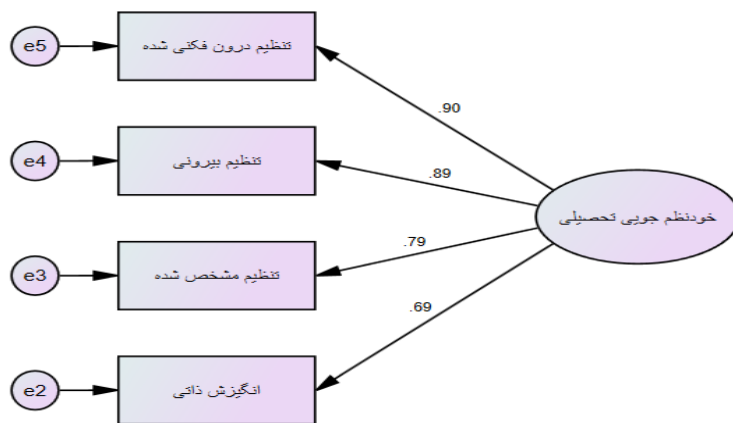 e5
تنظیم درون فکنی شده
.90
e4
تنظیم بیرونی
.89
خودنظم جویی تحصیلی
.79
e3
تنظیم مشخص شده
.69
e2
انگیزش ذاتی